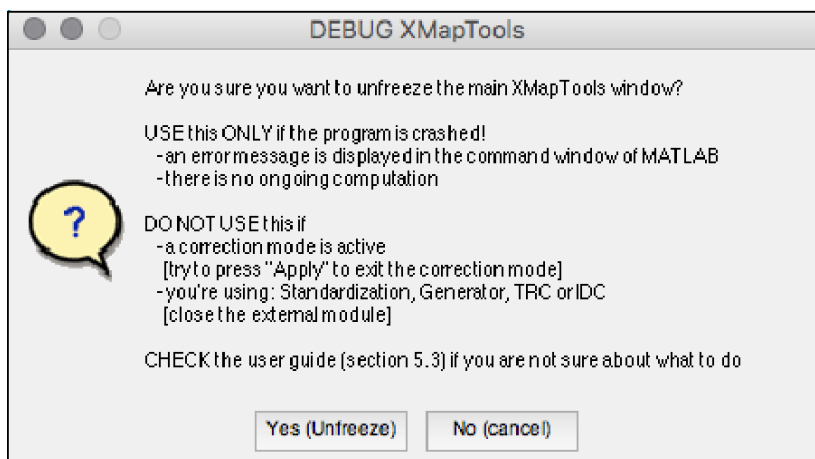 DEBUG XMapTools
Are you sure you want to unfreeze the main XMapTools window?
USE this ONLY if the program is crashed!
-an error message is displayed in the command window of MATLAB
-there is no ongoing computation
?
DO NOT USE this if
-a correction mode is active
[try to press "Apply" to exit the correction mode]
-you're using: Standardization, Generator, TRC or IDC
[close the external module]
CHECK the user guide (section 5.3) if you are not sure about what to do
Yes (Unfreeze) No (cancel)